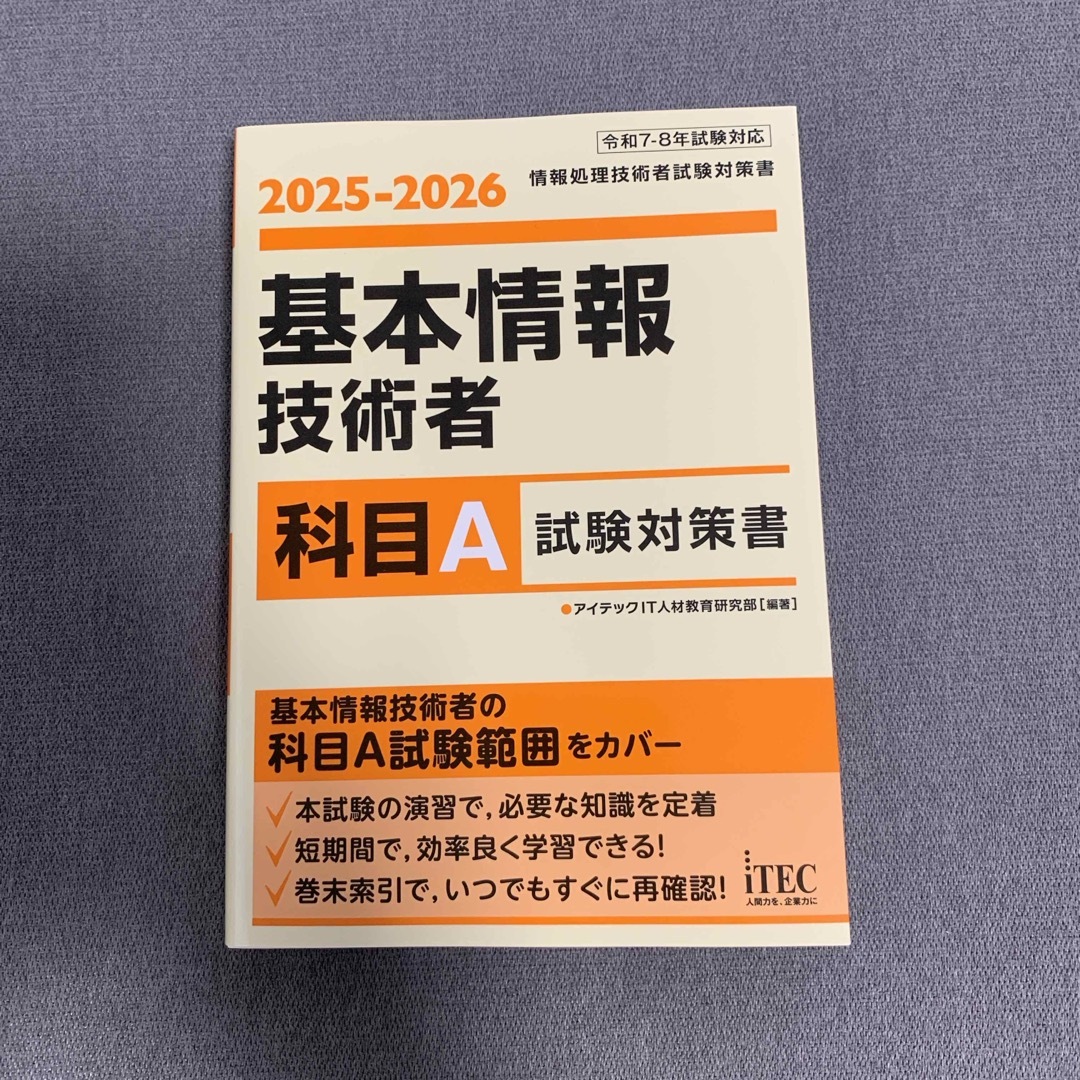 令和7-8年試験対応
2025-2026 情報処理技術者試験対策書
基本情報
技術者
科目A 試験対策書
●アイテックIT人材教育研究部[編著]
基本情報技術者の
科目A試験範囲をカバー
✓本試験の演習で,必要な知識を定着
✓短期間で,効率良く学習できる!
✓巻末索引で,いつでもすぐに再確認!
iTEC
人間力を、企業力に